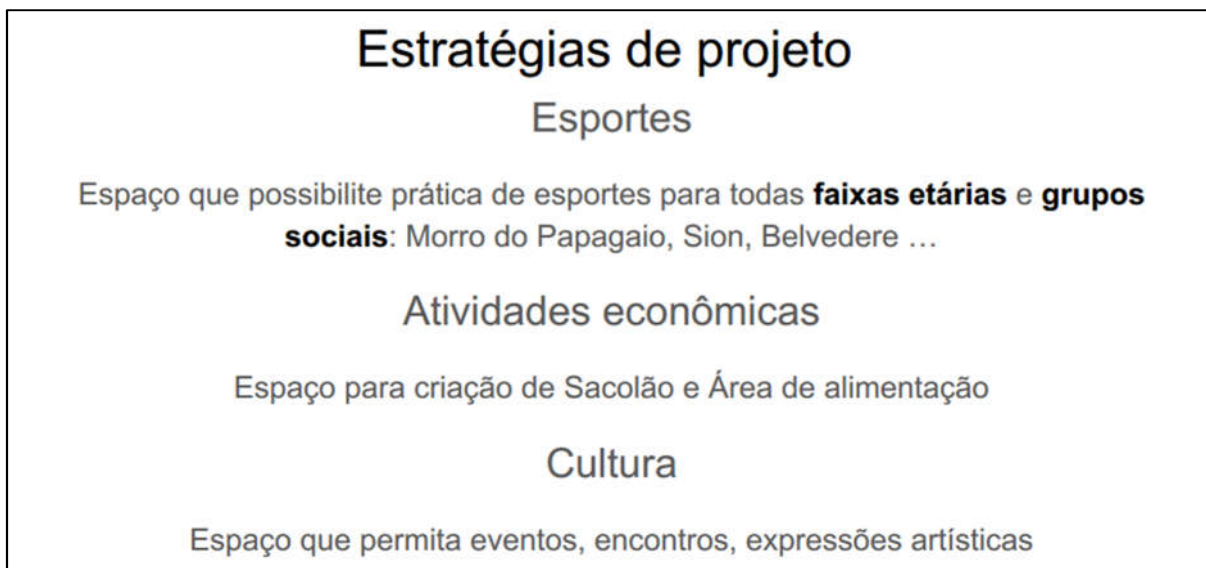 Estratégias de projeto
Esportes
Espaço que possibilite prática de esportes para todas faixas etárias e grupos
sociais: Morro do Papagaio, Sion, Belvedere ...
Atividades econômicas
Espaço para criação de Sacolão e Área de alimentação
Cultura
Espaço que permita eventos, encontros, expressões artísticas